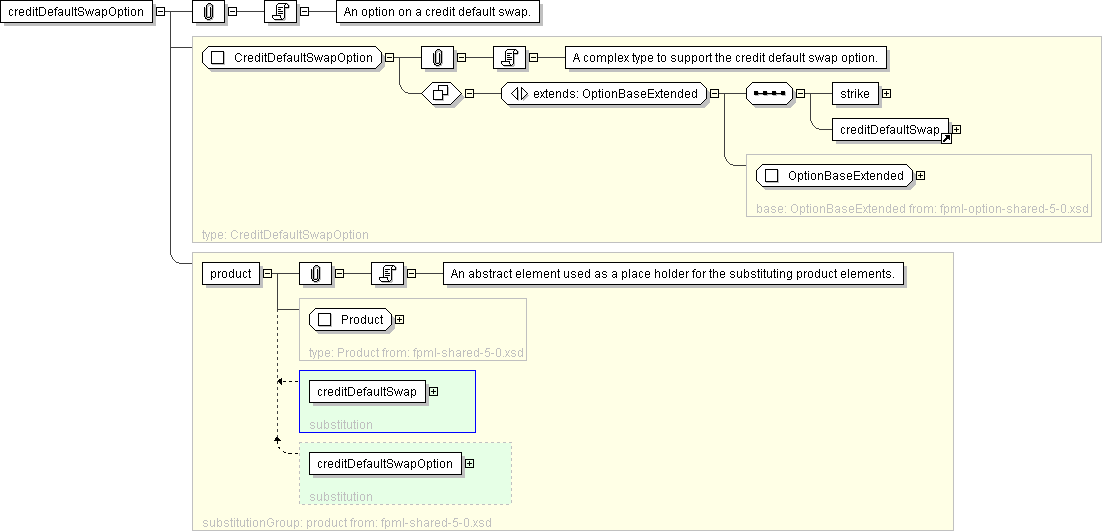 creditDefaultSwapOption
An option on a credit default swap.
CreditDefaultSwapOption
A complex type to support the credit default swap option.
extends: OptionBaseExtended
strike
creditDefaultSwap
OptionBaseExtended
base: OptionBaseExtended from: fpml-option-shared-5-0.xsd
type: CreditDefaultSwapOption
product
An abstract element used as a place holder for the substituting product elements.
Product
type: Product from: fpml-shared-5-0.xsd
creditDefaultSwap
substitution
creditDefaultSwapOption
substitution
substitutionGroup: product from: fpml-shared-5-0.xsd